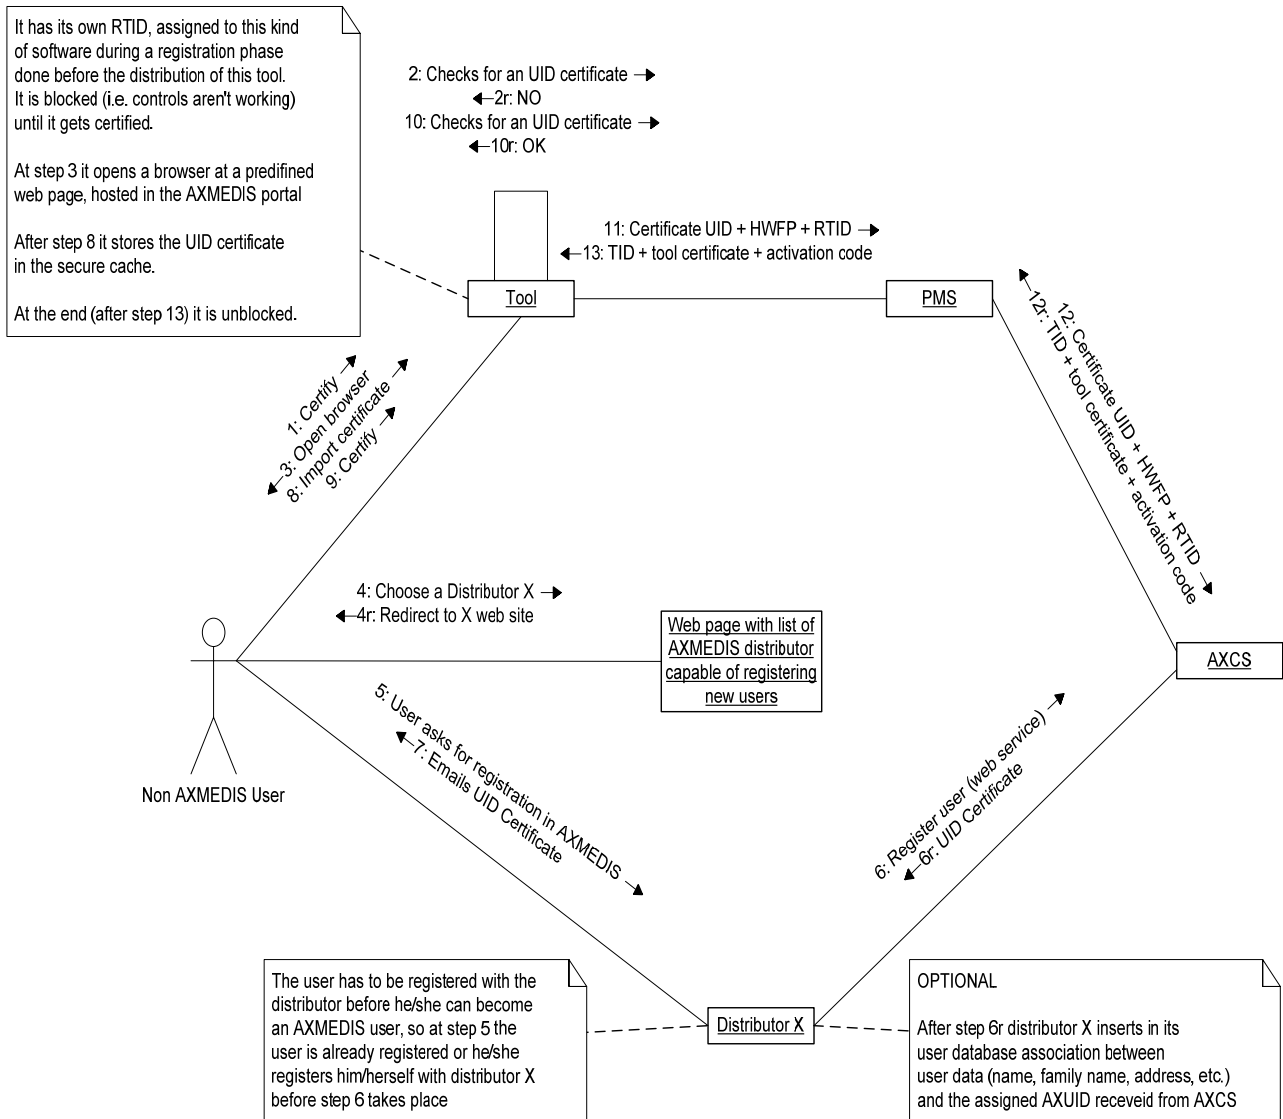 It has its own RTID, assigned to this kind
of software during a registration phase
done before the distribution of this tool.
It is blocked (i.e. controls aren't working)
until it gets certified.
At step 3 it opens a browser at a predifined
web page, hosted in the AXMEDIS portal
After step 8 it stores the UID certificate
in the secure cache.
At the end (after step 13) it is unblocked.
2: Checks for an UID certificate
2r: NO
10: Checks for an UID certificate
10r: OK
11: Certificate UID + HWFP + RTID
13: TID + tool certificate + activation code
Tool
PMS
12: Certificate UID + HWFP + RTID
12r: TID + tool certificate + activation code
1: Certify
3: Open browser
8: Import certificate
9: Certify
4: Choose a Distributor X
4r: Redirect to X web site
Web page with list of
AXMEDIS distributor
capable of registering
new users
AXCS
Non AXMEDIS User
5: User asks for registration in AXMEDIS
7: Emails UID Certificate
6: Register user (web service)
6r: UID Certificate
The user has to be registered with the
distributor before he/she can become
an AXMEDIS user, so at step 5 the
user is already registered or he/she
registers him/herself with distributor X
before step 6 takes place
Distributor X
OPTIONAL
After step 6r distributor X inserts in its
user database association between
user data (name, family name, address, etc.)
and the assigned AXUID receveid from AXCS